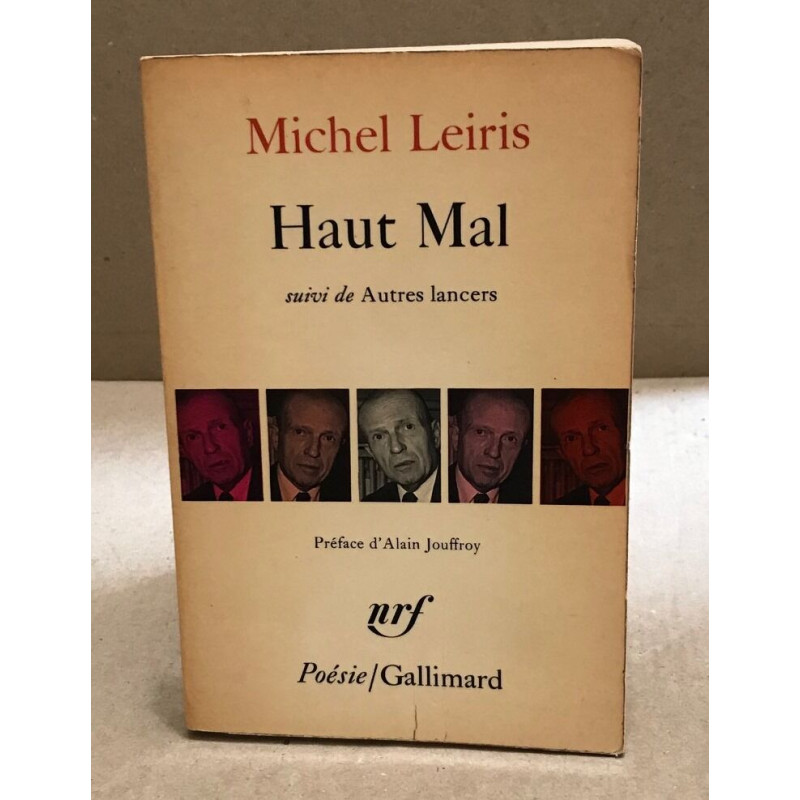 Michel Leiris
Haut Mal
suivi de Autres lancers
Préface d'Alain Jouffroy
nrf
Poésie/Gallimard